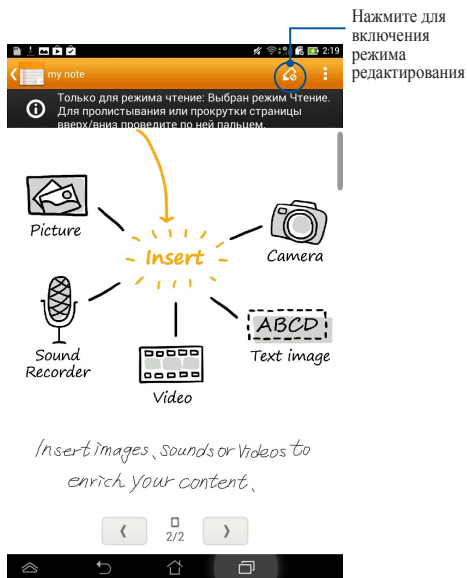 Нажмите для
включения
режима
редактирования
2:19
my note
Только для режима чтение: Выбран режим Чтение.
Для пролистывания или прокрутки страницы
вверх/вниз проведите по ней пальцем.
Picture
Insert
Camera
Sound
Recorder
Video
ABCD
Text image
Insert images, sounds or Videos to
enrich your content.
2/2